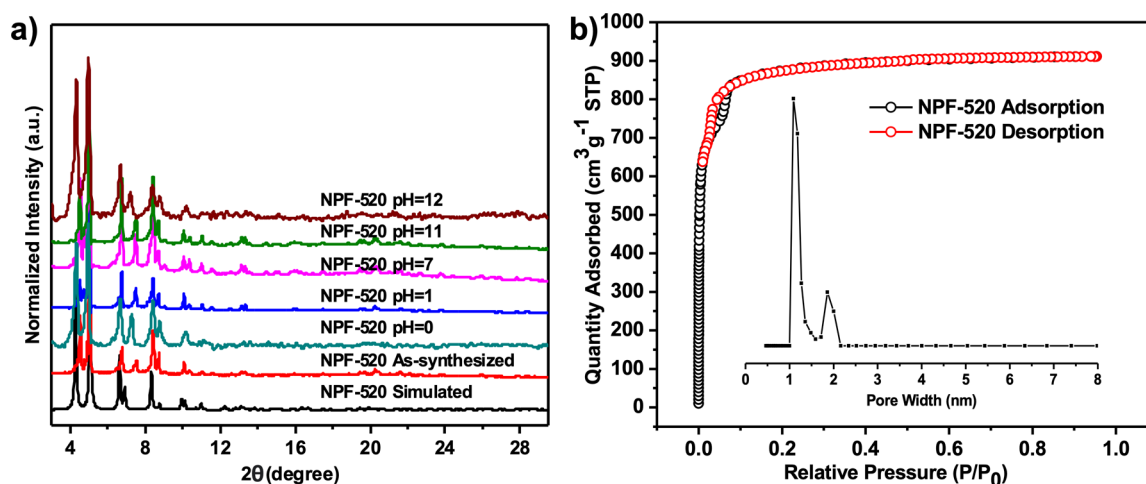 a)
Normalized Intensity (a.u.)
NPF-520 pH=12
NPF-520 pH=11
NPF-520 pH=7
NPF-520 pH=1
NPF-520 pH=0
NPF-520 As-synthesized
NPF-520 Simulated
4 8 12 16 20 24 28
2θ(degree)
b)
Quantity Adsorbed (cm³g⁻¹ STP)
1000
900
800
700
600
500
400
300
200
100
0
NPF-520 Adsorption
NPF-520 Desorption
0 1 2 3 4 5 6 7 8
Pore Width (nm)
0.0 0.2 0.4 0.6 0.8 1.0
Relative Pressure (P/P₀)